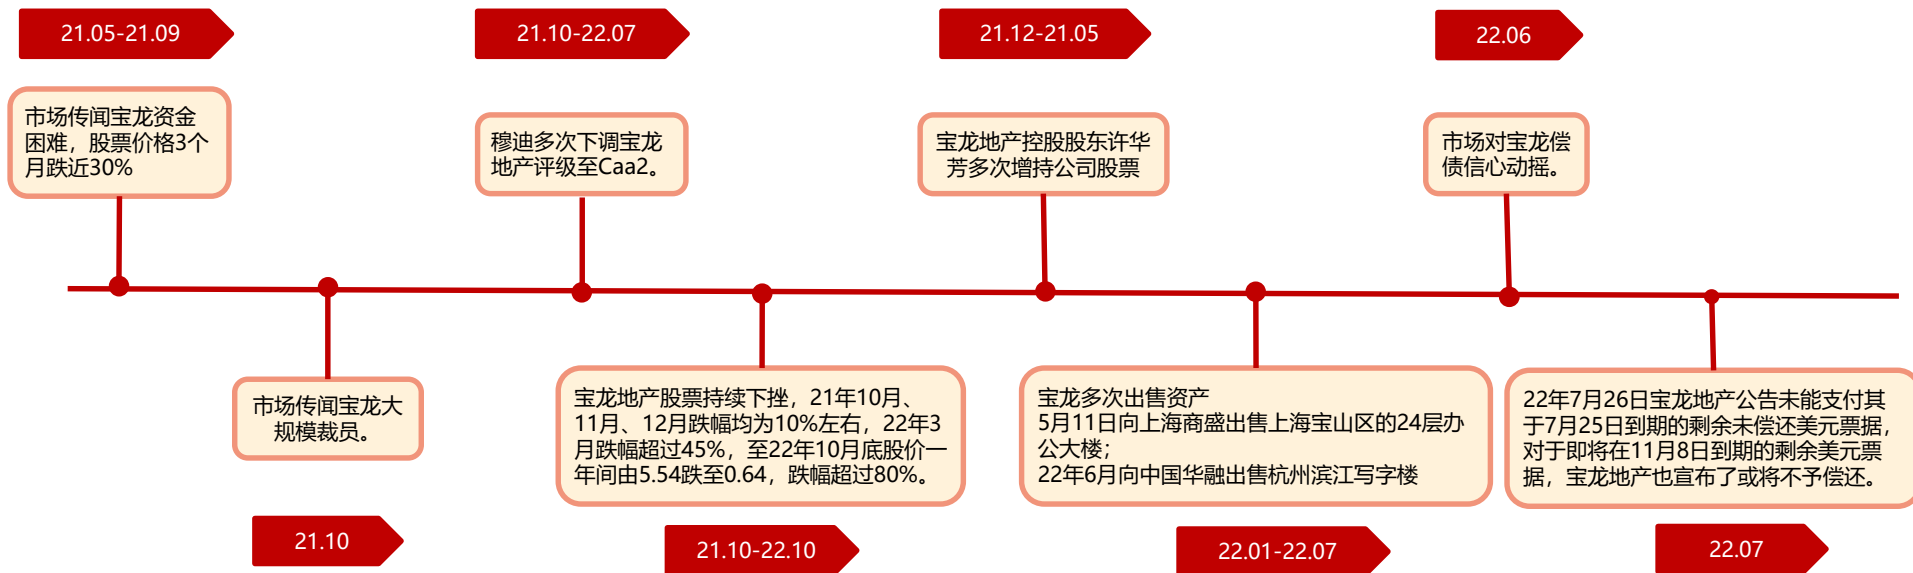 21.05-21.09
21.10-22.07
21.12-21.05
22.06
市场传闻宝龙资金
困难，股票价格3个
月跌近30%
穆迪多次下调宝龙
地产评级至Caa2。
宝龙地产控股股东许华
芳多次增持公司股票
市场对宝龙偿
债信心动摇。
市场传闻宝龙大
规模裁员。
宝龙地产股票持续下挫，21年10月、
11月、12月跌幅均为10%左右，22年3
月跌幅超过45%，至22年10月底股价一
年间由5.54跌至0.64，跌幅超过80%。
宝龙多次出售资产
5月11日向上海商盛出售上海宝山区的24层办
公大楼；
22年6月向中国华融出售杭州滨江写字楼
22年7月26日宝龙地产公告未能支付其
于7月25日到期的剩余未偿还美元票据，
对于即将在11月8日到期的剩余美元票
据，宝龙地产也宣布了或将不予偿还。
21.10
21.10-22.10
22.01-22.07
22.07